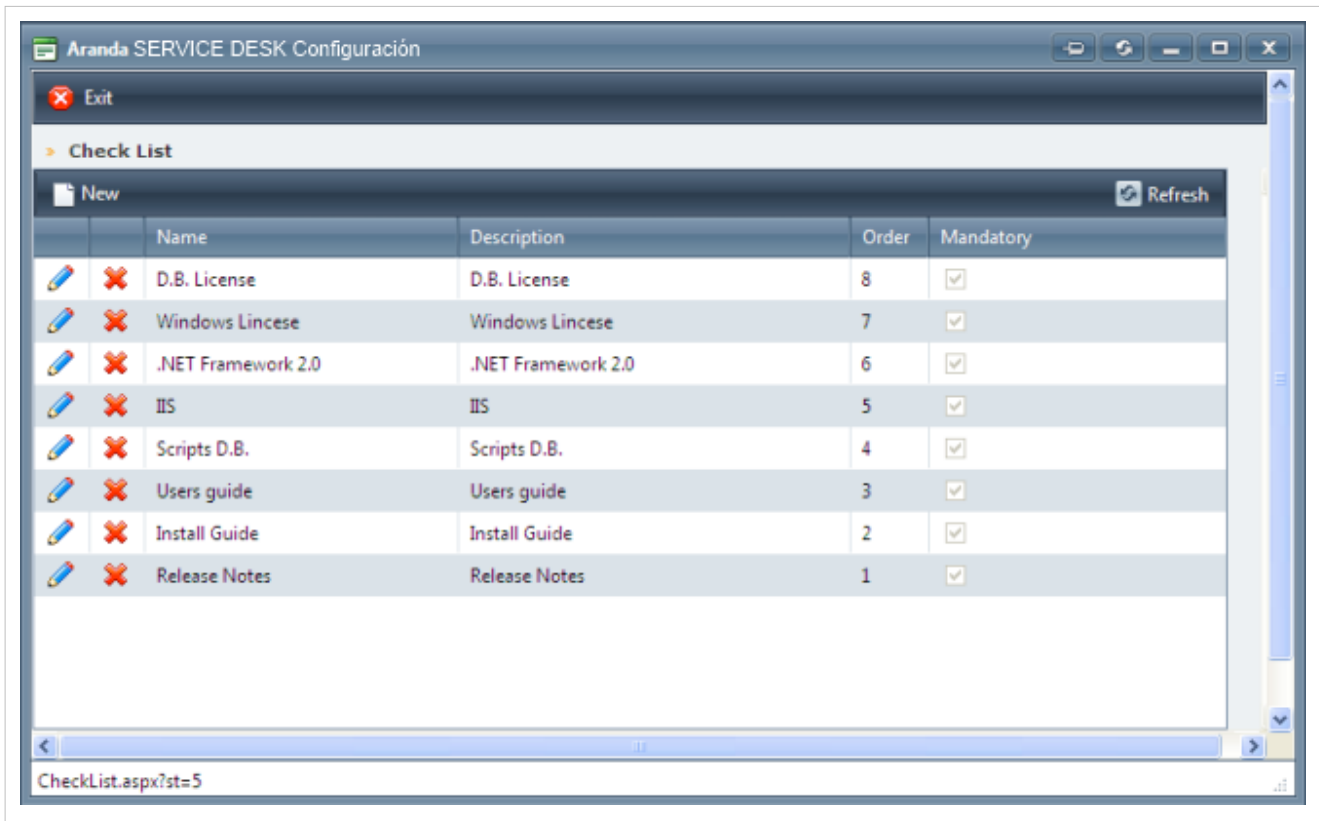 Aranda SERVICE DESK Configuración
Exit
» Check List
New Refresh
Name Description Order Mandatory
D.B. License D.B. License 8
Windows Lincese Windows Lincese 7
.NET Framework 2.0 .NET Framework 2.0 6
IIS IIS 5
Scripts D.B. Scripts D.B. 4
Users guide Users guide 3
Install Guide Install Guide 2
Release Notes Release Notes 1
CheckList.aspx?st=5